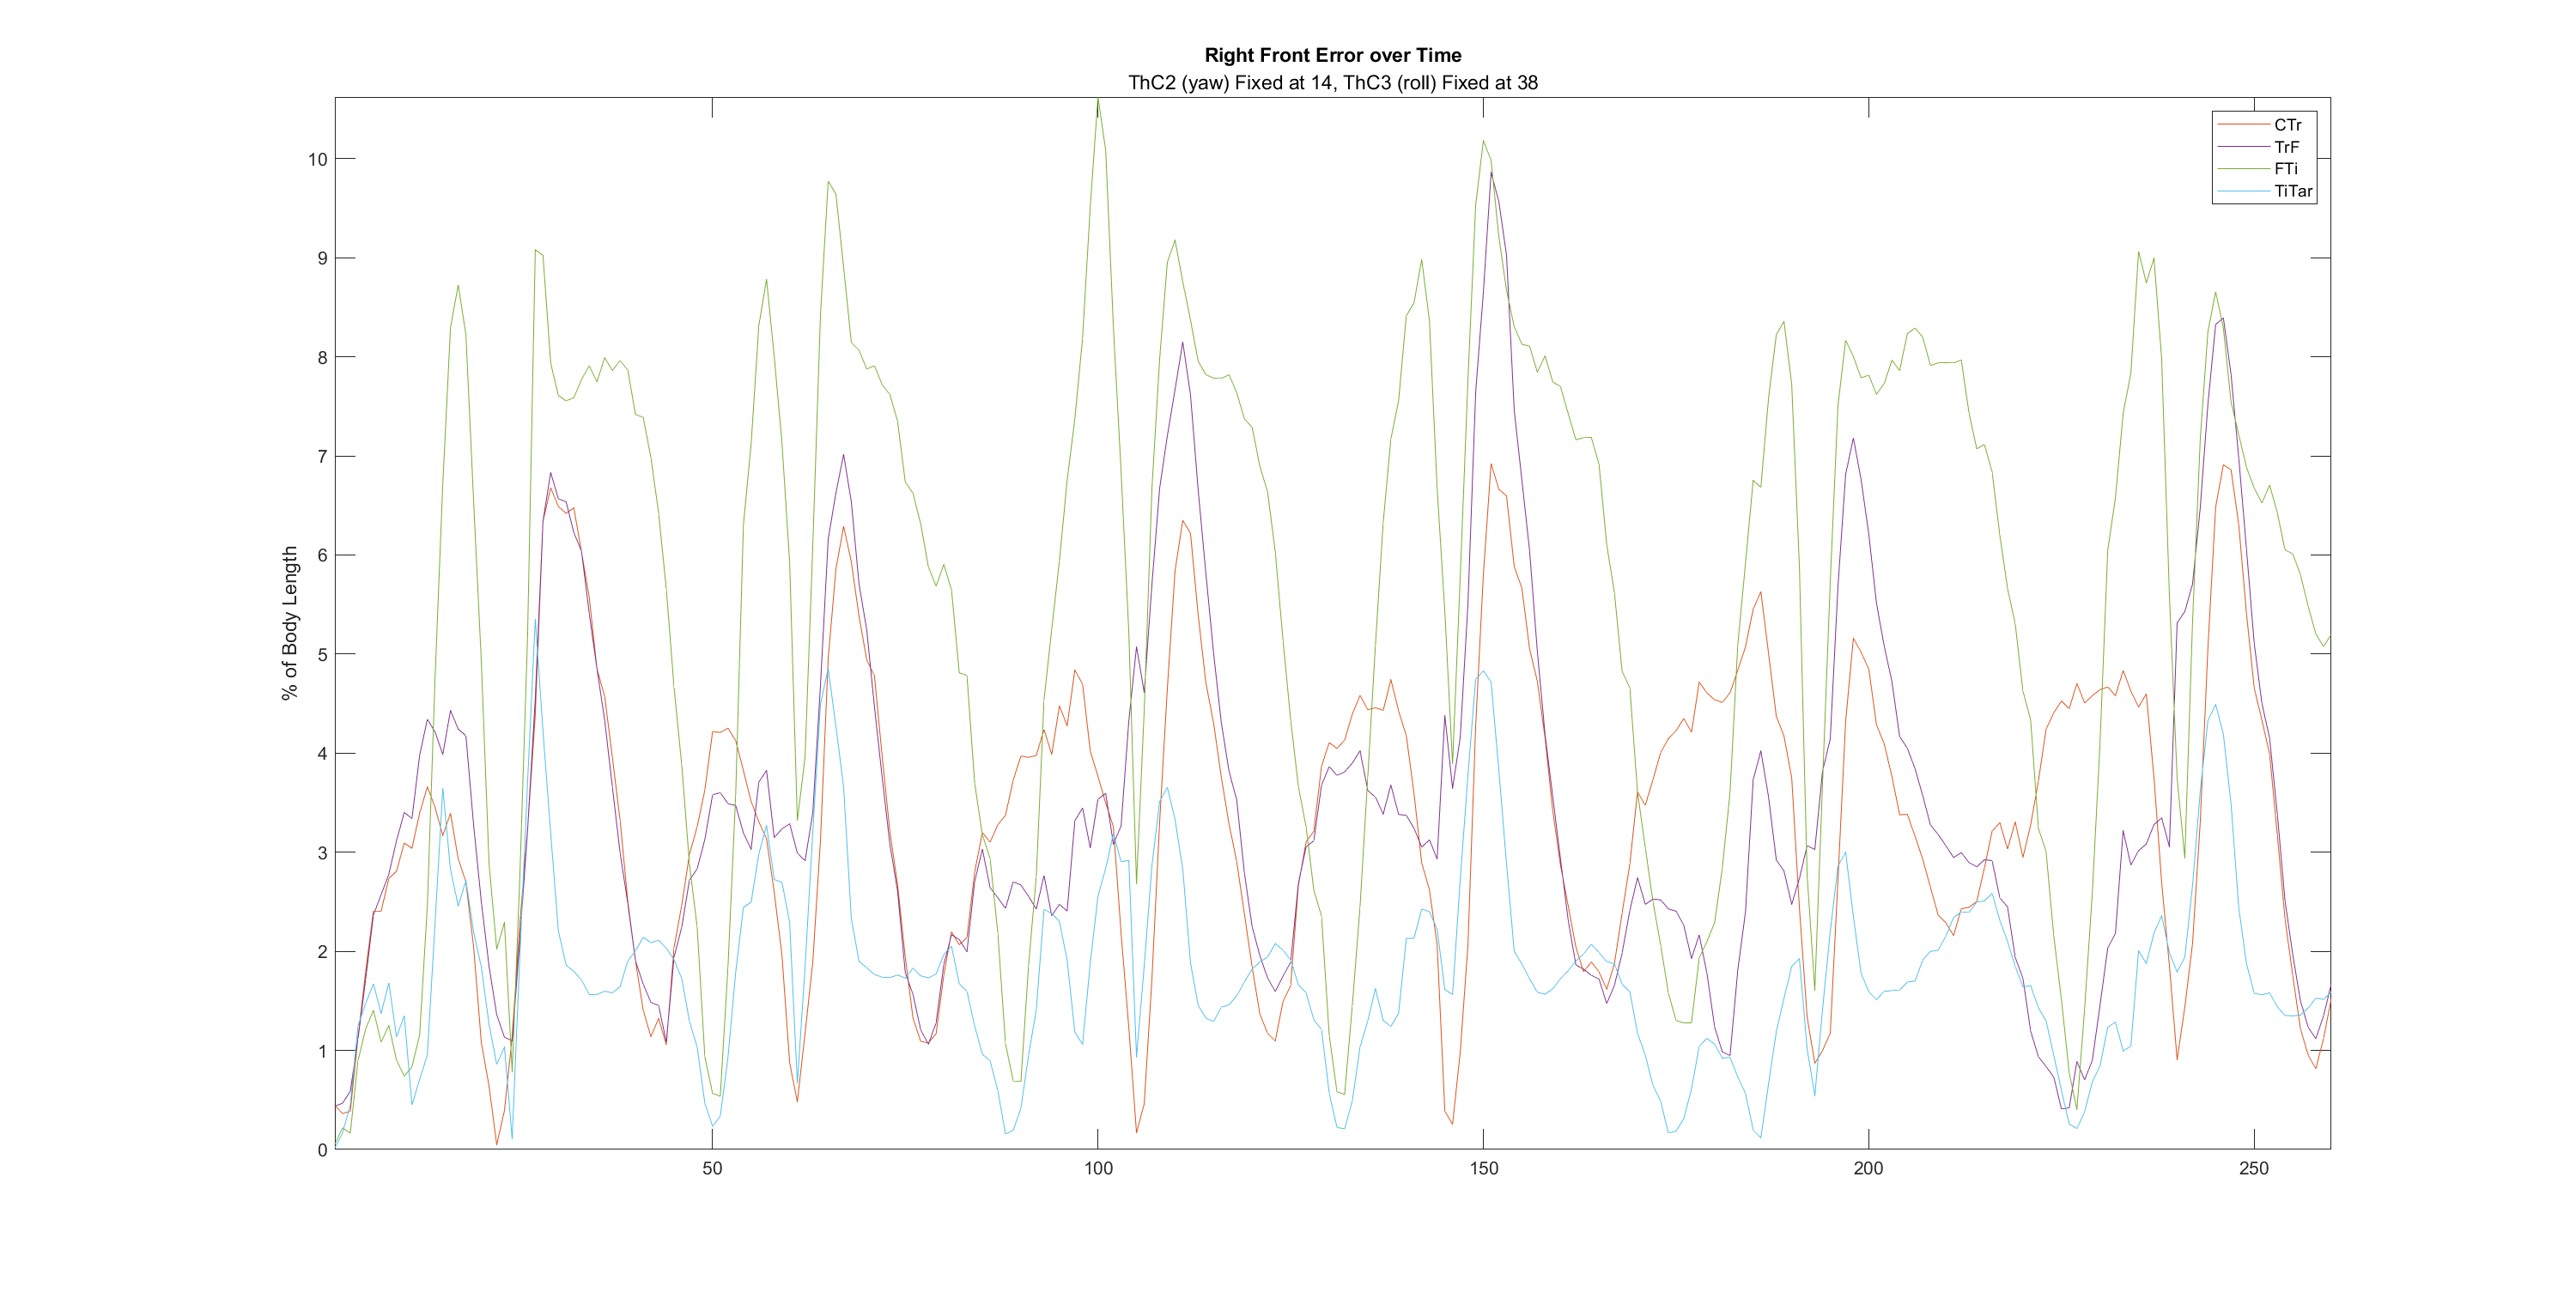 Right Front Error over Time
ThC2 (yaw) Fixed at 14, ThC3 (roll) Fixed at 38
CTr
TrF
FTi
TiTar
% of Body Length
10
9
8
7
6
5
4
3
2
1
0
50
100
150
200
250